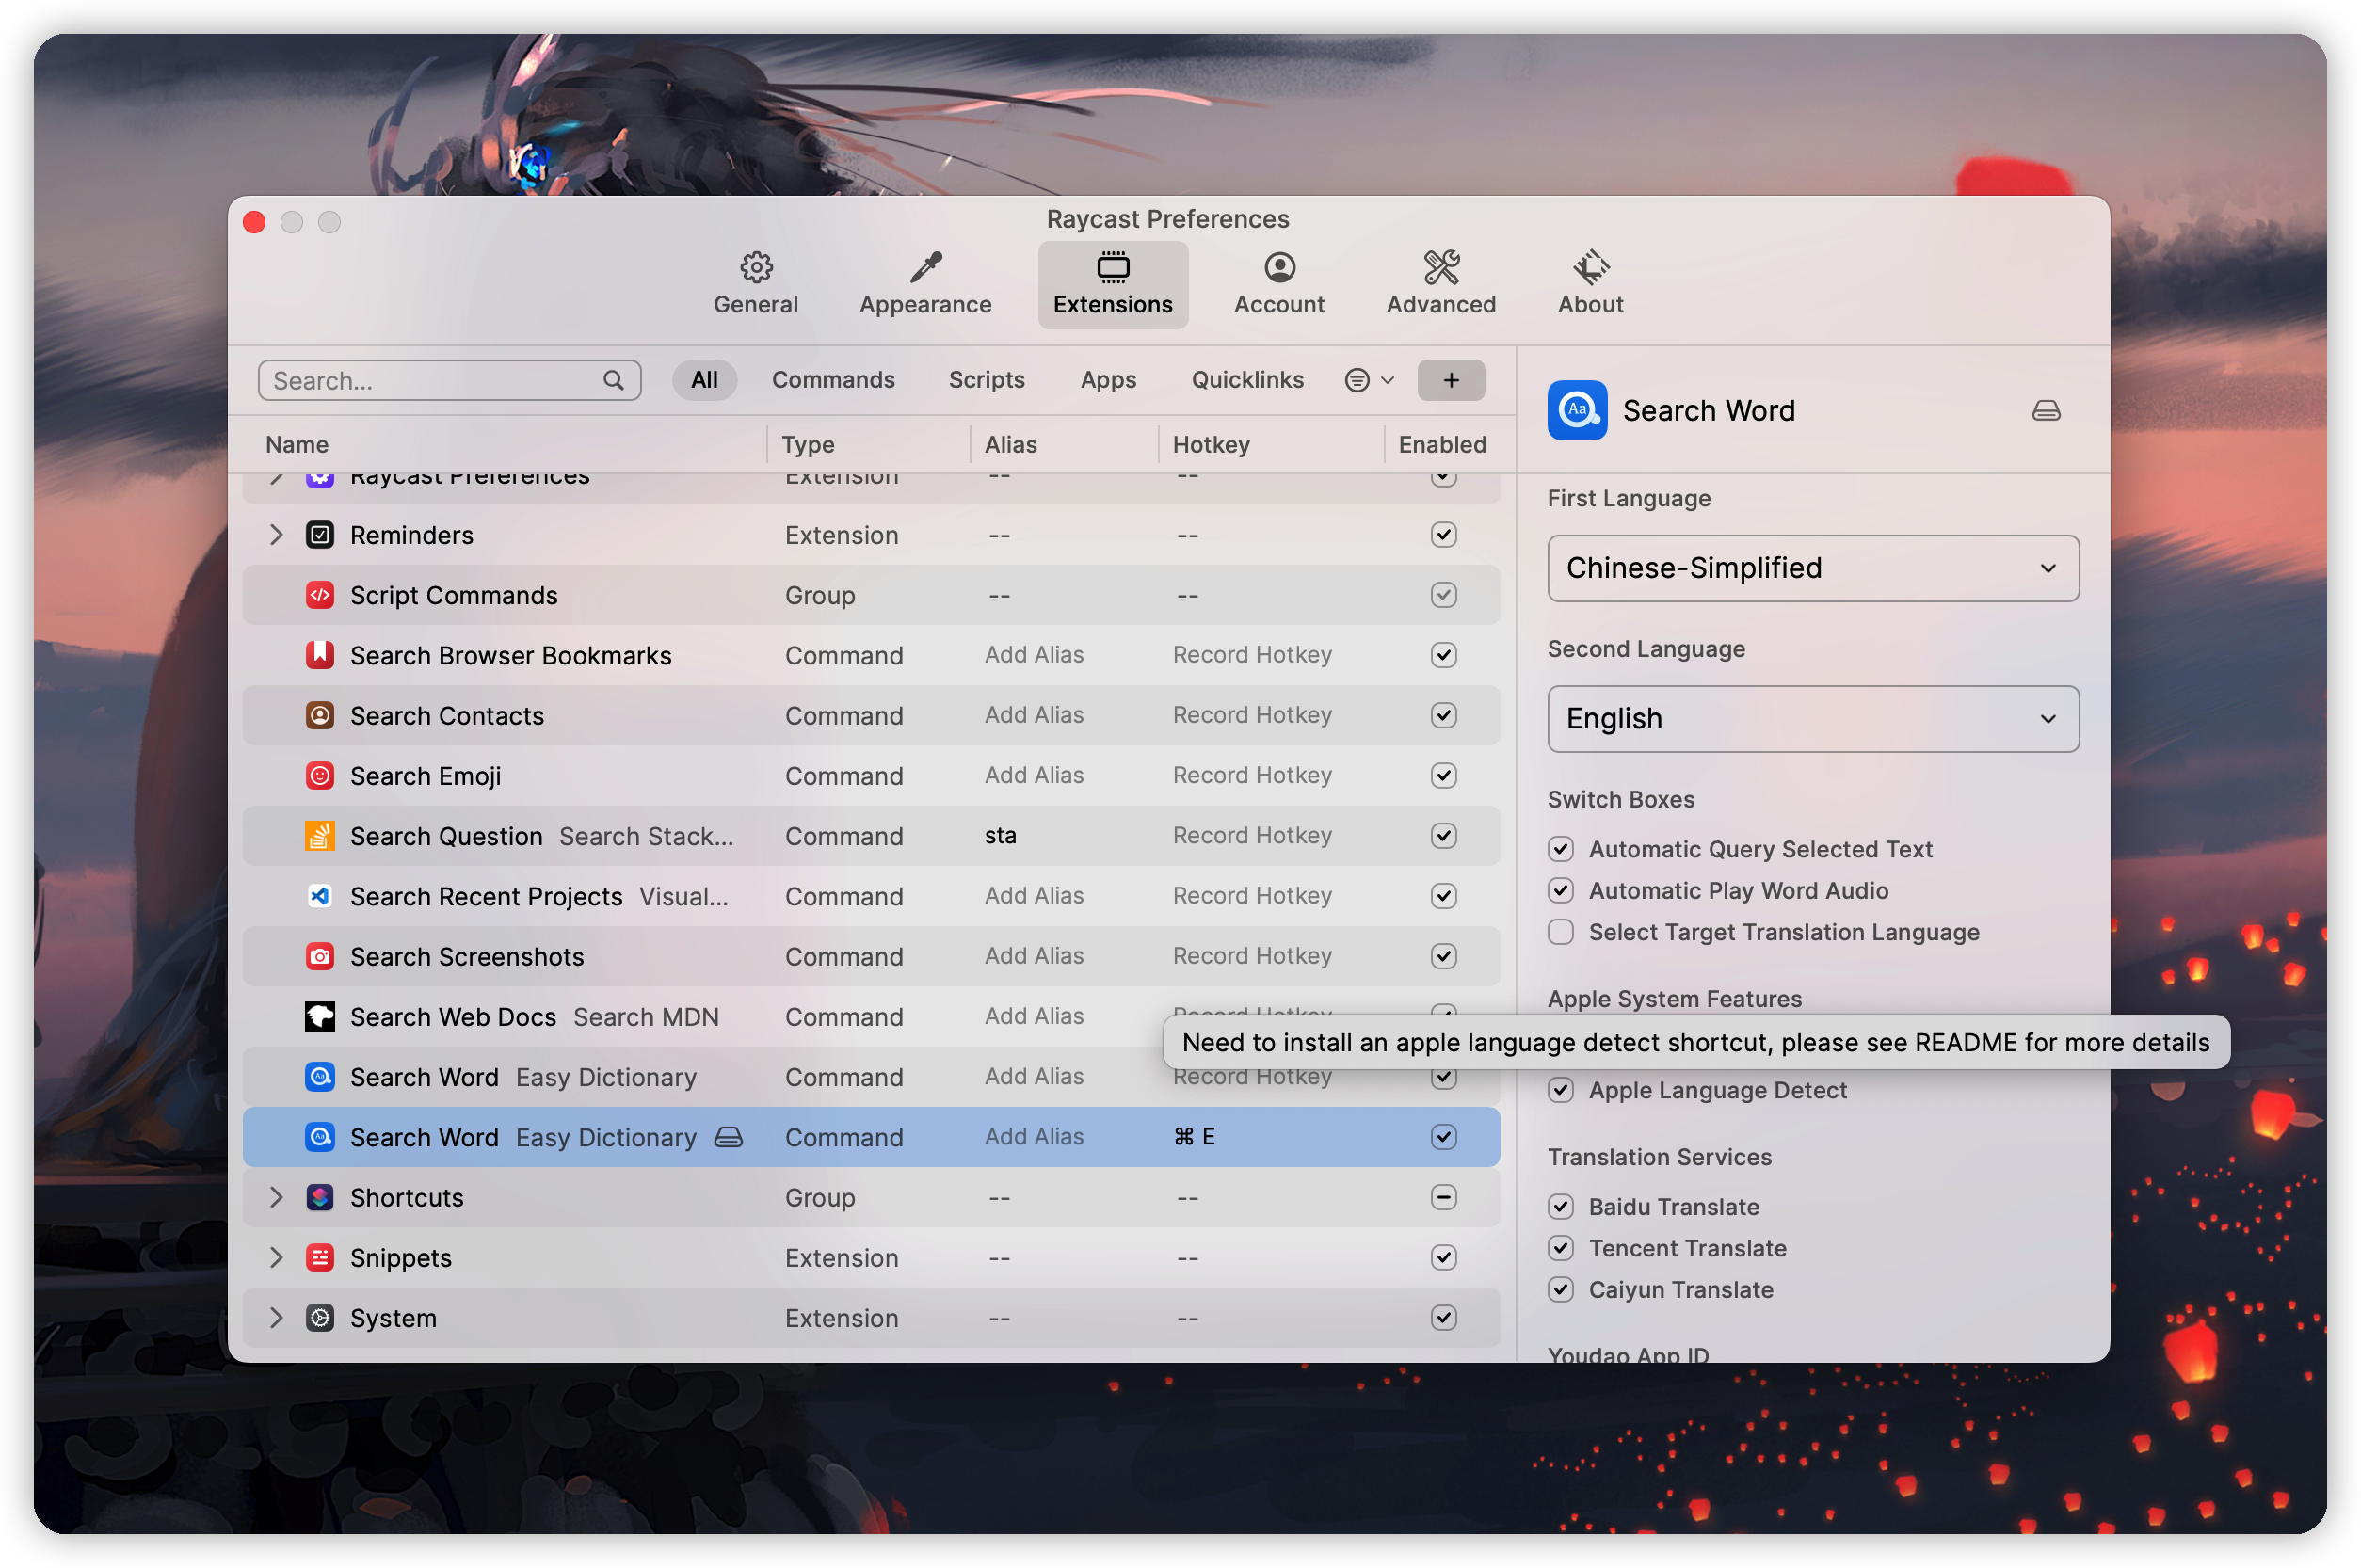 Raycast Preferences
General Appearance Extensions Account Advanced About
Search... All Commands Scripts Apps Quicklinks +
Name Type Alias Hotkey Enabled
Raycast Preferences Extension -- --
Reminders Extension -- --
Script Commands Group -- --
Search Browser Bookmarks Command Add Alias Record Hotkey
Search Contacts Command Add Alias Record Hotkey
Search Emoji Command Add Alias Record Hotkey
Search Question Search Stack... Command sta Record Hotkey
Search Recent Projects Visual... Command Add Alias Record Hotkey
Search Screenshots Command Add Alias Record Hotkey
Search Web Docs Search MDN Command Add Alias Record Hotkey
Search Word Easy Dictionary Command Add Alias Record Hotkey
Search Word Easy Dictionary Command Add Alias ⌘ E
Shortcuts Group -- --
Snippets Extension -- --
System Extension -- --
Aa Search Word
First Language
Chinese-Simplified
Second Language
English
Switch Boxes
Automatic Query Selected Text
Automatic Play Word Audio
Select Target Translation Language
Apple System Features
Need to install an apple language detect shortcut, please see README for more details
Apple Language Detect
Translation Services
Baidu Translate
Tencent Translate
Caiyun Translate
Youdao App ID